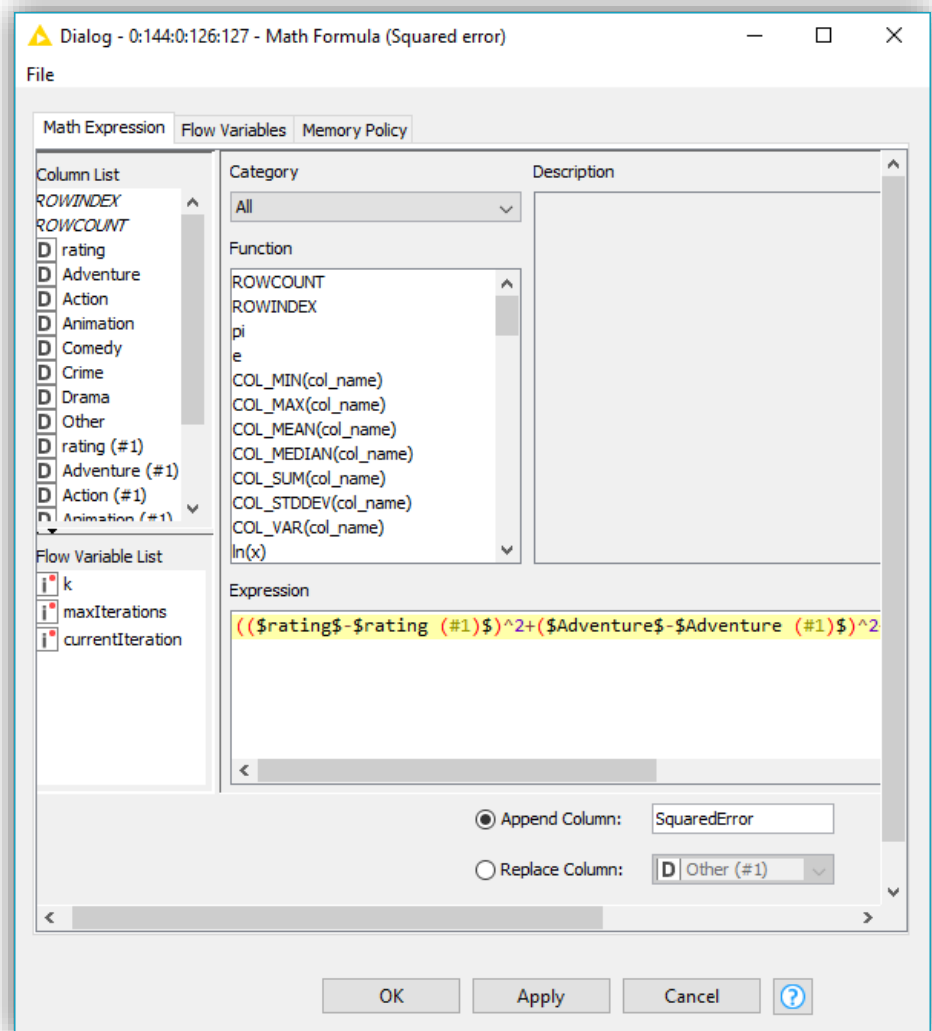 Dialog - 0:144:0:126:127 - Math Formula (Squared error)
File
Math Expression Flow Variables Memory Policy
Column List
ROWINDEX
ROWCOUNT
D rating
D Adventure
D Action
D Animation
D Comedy
D Crime
D Drama
D Other
D rating (#1)
D Adventure (#1)
D Action (#1)
D Animation (#1)
Flow Variable List
i k
i maxIterations
i currentIteration
Category
All
Function
ROWCOUNT
ROWINDEX
pi
e
COL_MIN(col_name)
COL_MAX(col_name)
COL_MEAN(col_name)
COL_MEDIAN(col_name)
COL_SUM(col_name)
COL_STDDEV(col_name)
COL_VAR(col_name)
ln(x)
Description
Expression
(($rating$-$rating (#1)$)^2+($Adventure$-$Adventure (#1)$)^2
Append Column: SquaredError
Replace Column: D Other (#1)
OK Apply Cancel ?